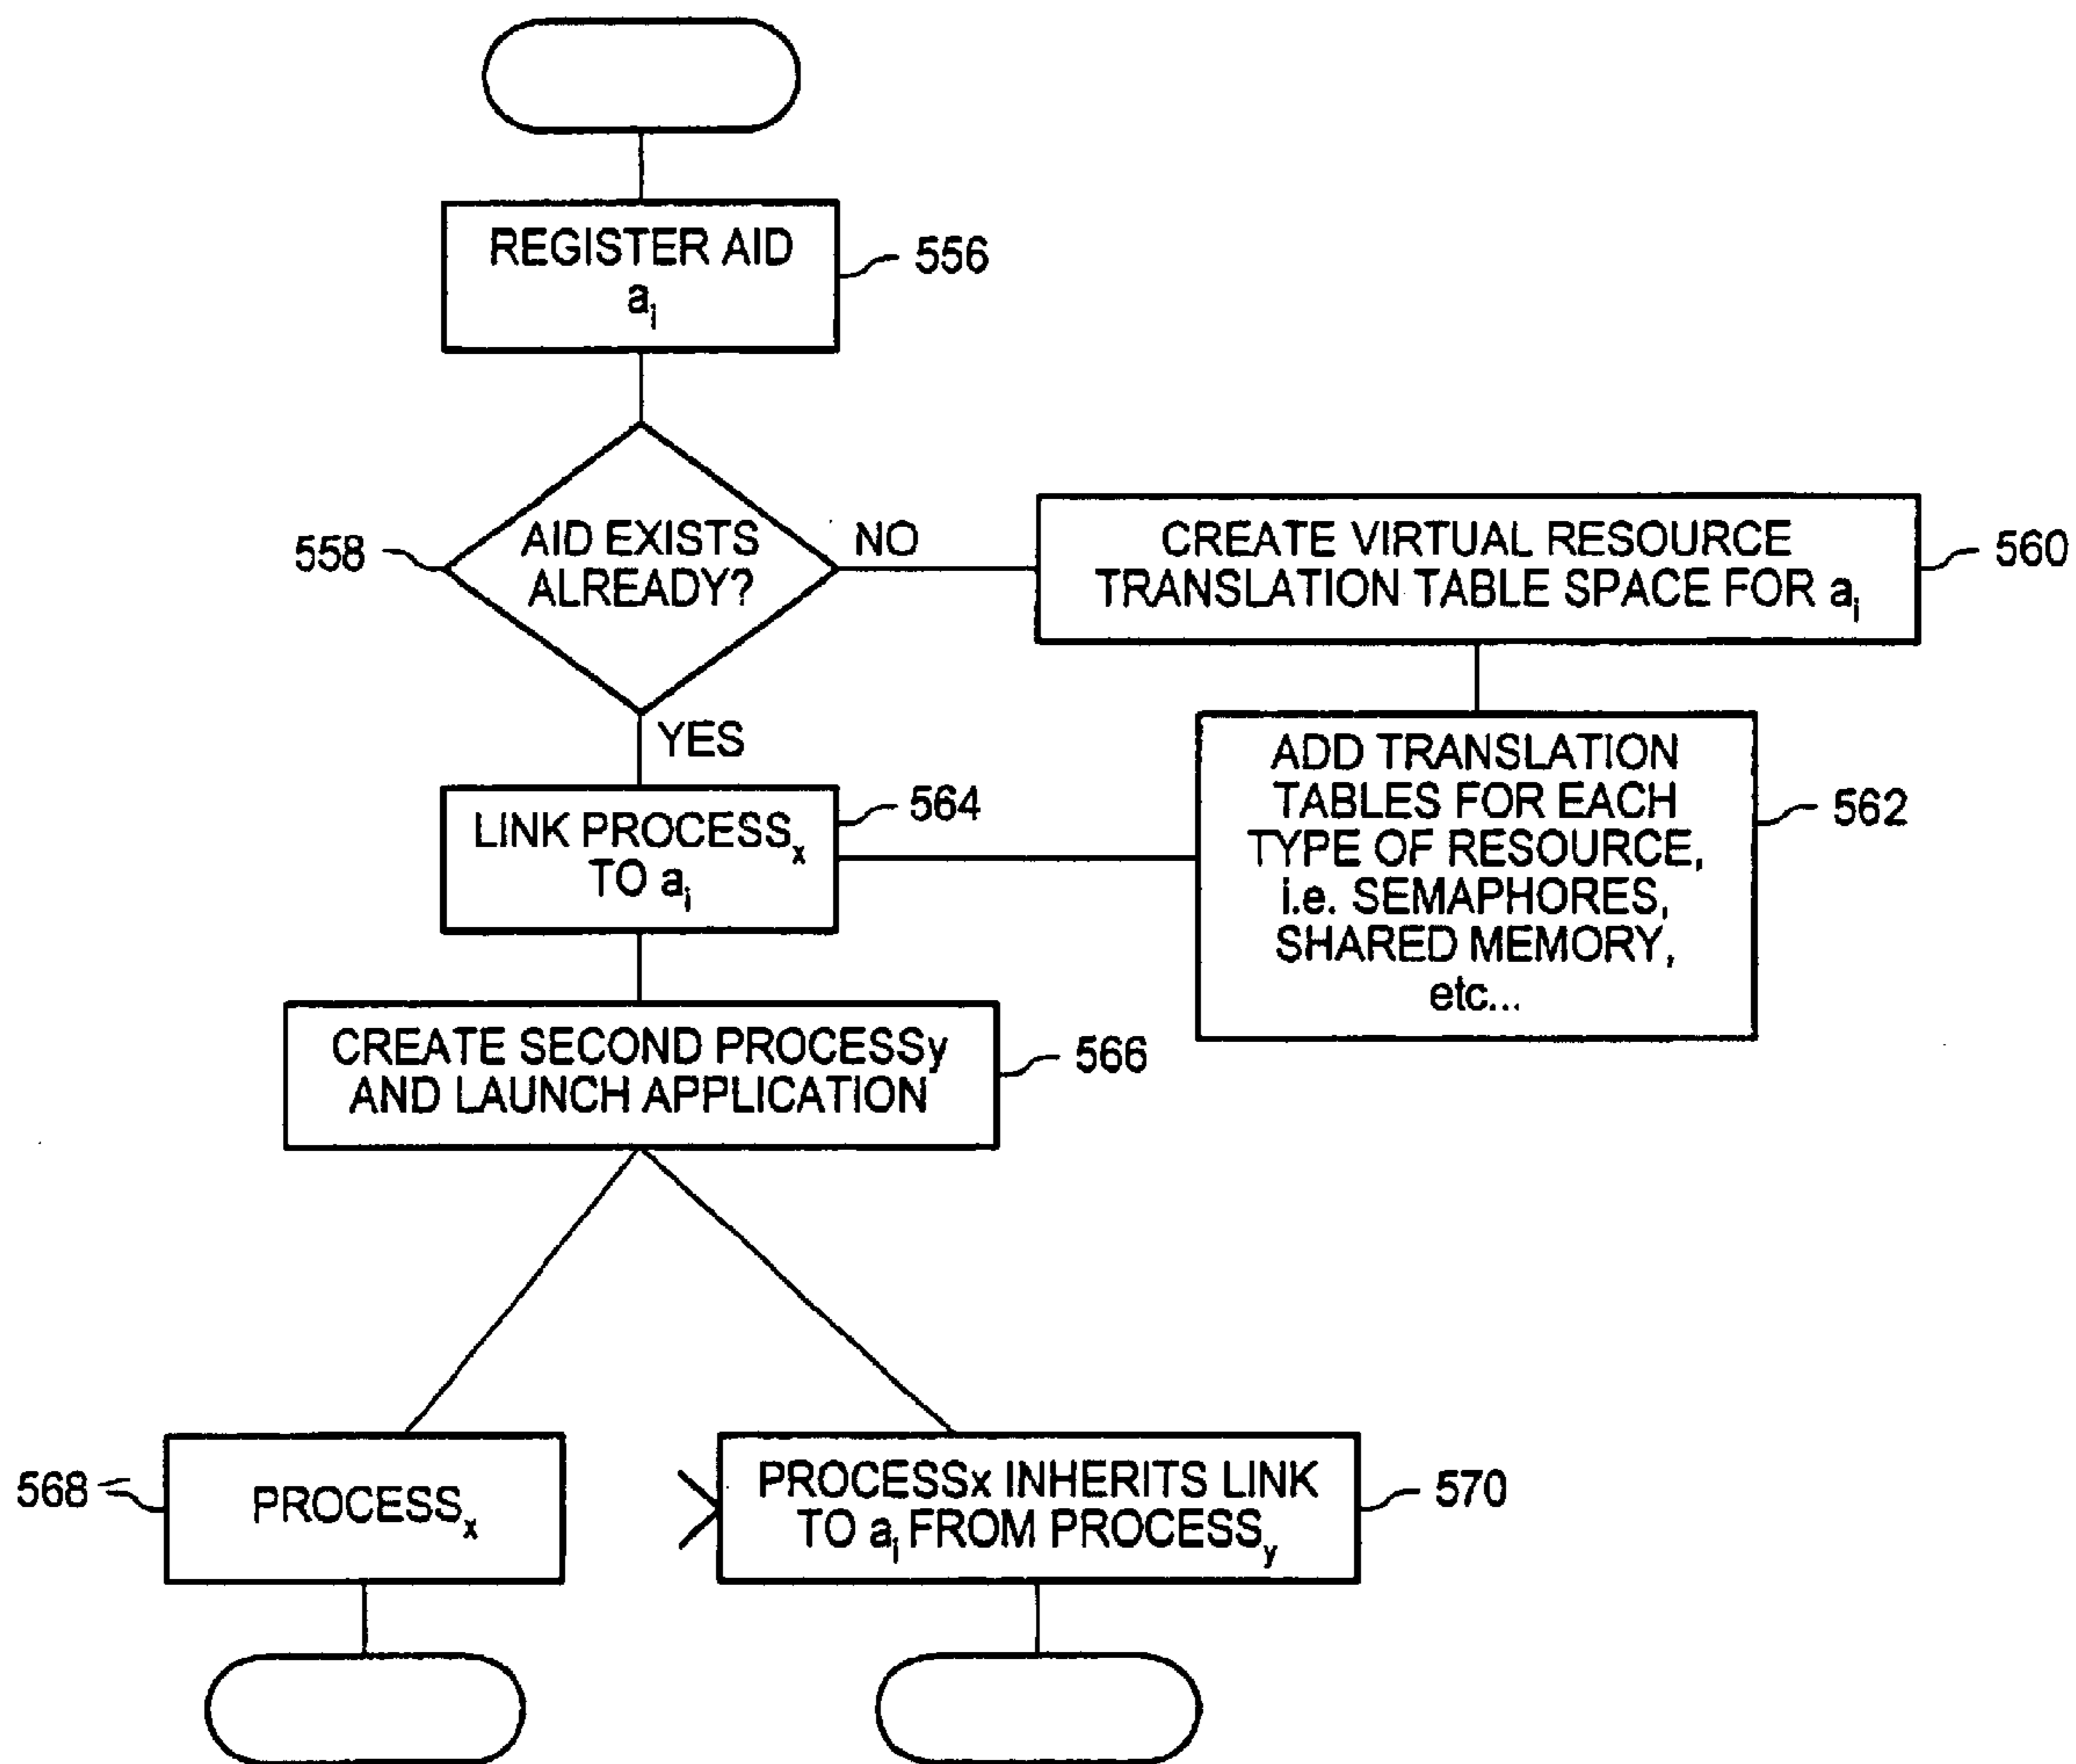 REGISTER AID
aᵢ
556
558
AID EXISTS
ALREADY?
NO
CREATE VIRTUAL RESOURCE
TRANSLATION TABLE SPACE FOR aᵢ
560
YES
LINK PROCESSₓ
TO aᵢ
564
ADD TRANSLATION
TABLES FOR EACH
TYPE OF RESOURCE,
i.e. SEMAPHORES,
SHARED MEMORY,
etc...
562
CREATE SECOND PROCESSy
AND LAUNCH APPLICATION
566
568
PROCESSₓ
PROCESSx INHERITS LINK
TO aᵢ FROM PROCESSy
570